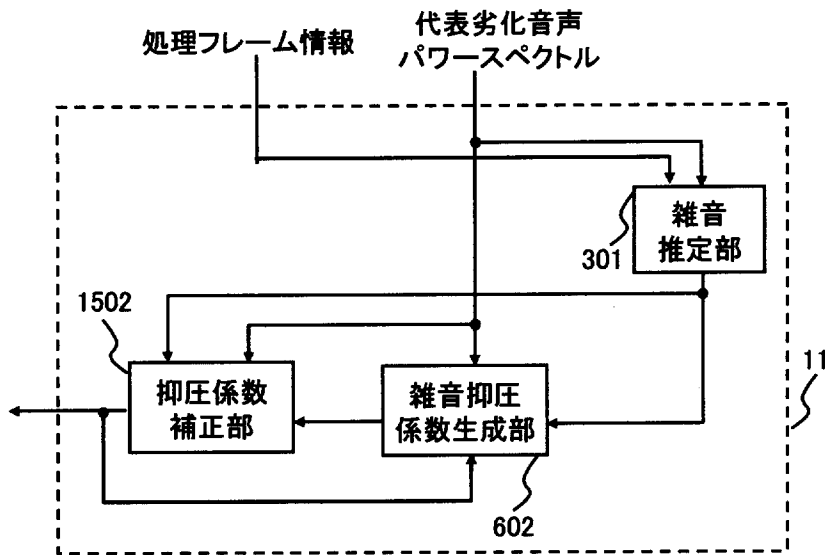 処理フレーム情報
代表劣化音声
パワースペクトル
雑音
推定部
301
1502
抑圧係数
補正部
雑音抑圧
係数生成部
11
602